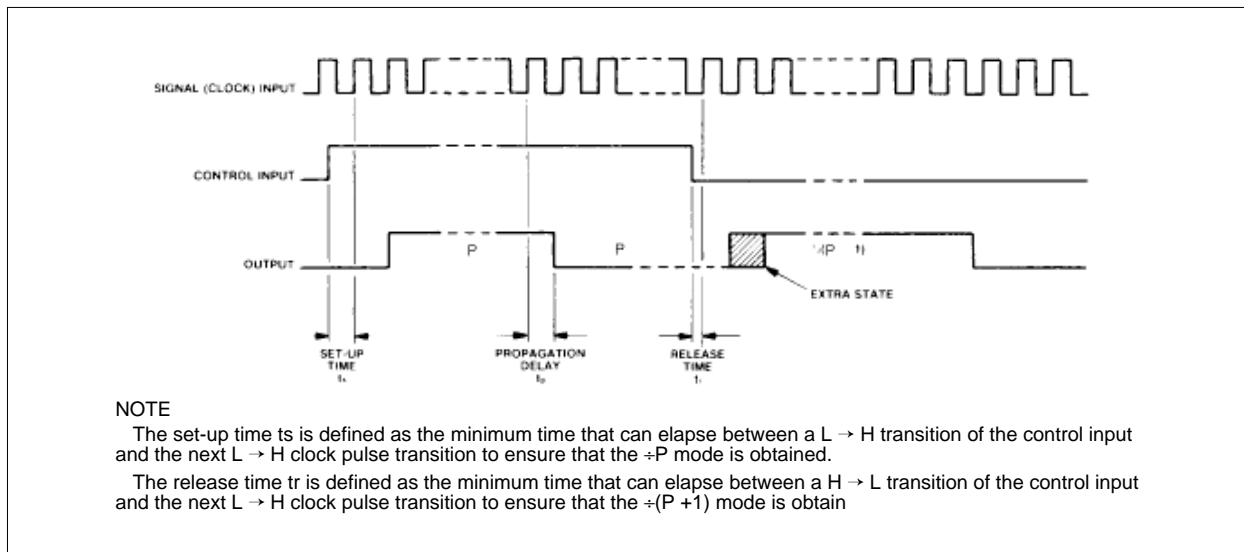 SIGNAL (CLOCK) INPUT
CONTROL INPUT
P
P
OUTPUT
EXTRA STATE
SET-UP
TIME
PROPAGATION
DELAY
RELEASE
TIME
NOTE
The set-up time ts is defined as the minimum time that can elapse between a L → H transition of the control input
and the next L → H clock pulse transition to ensure that the ÷P mode is obtained.
The release time tr is defined as the minimum time that can elapse between a H → L transition of the control input
and the next L → H clock pulse transition to ensure that the ÷(P +1) mode is obtain